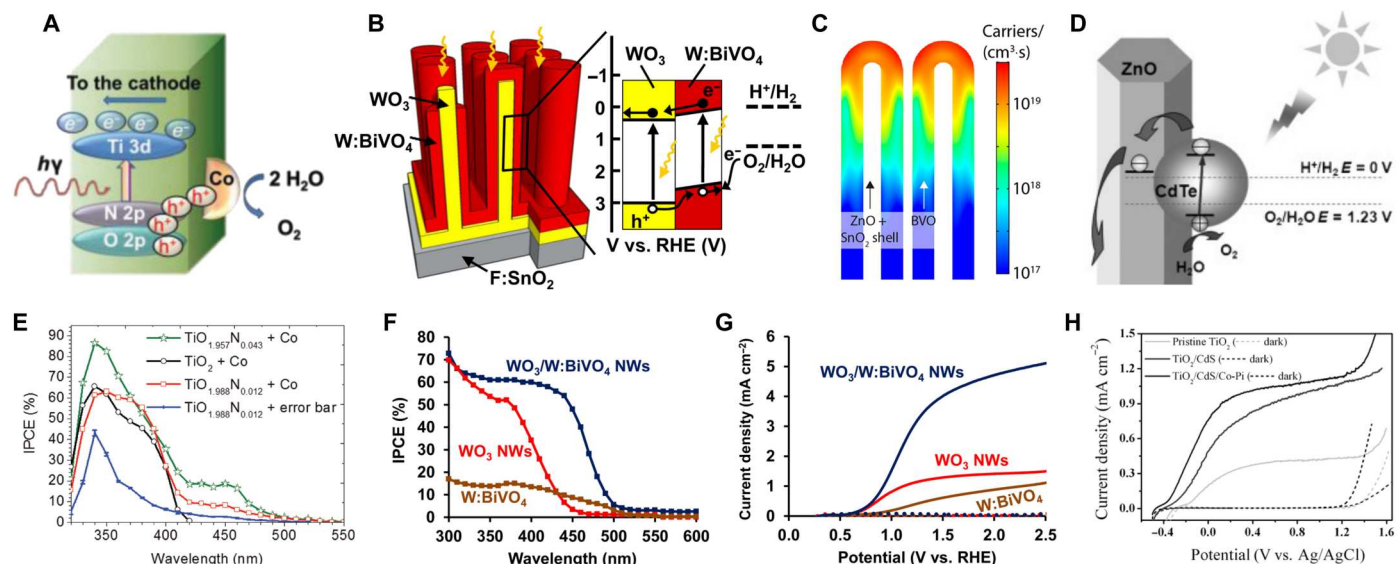 A
To the cathode
e⁻ e⁻ e⁻ e⁻
Ti 3d
hγ
Co
2 H₂O
O₂
N 2p
h⁺ h⁺ h⁺
h⁺
O 2p
B
WO₃
W:BiVO₄
F:SnO₂
WO₃
W:BiVO₄
−1
0
1
2
3
e⁻
H⁺/H₂
e⁻
O₂/H₂O
h⁺
V vs. RHE (V)
C
Carriers/
(cm³·s)
10¹⁹
10¹⁸
10¹⁷
ZnO +
SnO₂ shell
BVO
D
ZnO
CdTe
H⁺/H₂ E = 0 V
O₂/H₂O E = 1.23 V
O₂
H₂O
E
IPCE (%)
90
80
70
60
50
40
30
20
10
0
TiO₁.₉₅₇N₀.₀₄₃ + Co
TiO₂ + Co
TiO₁.₉₈₈N₀.₀₁₂ + Co
TiO₁.₉₈₈N₀.₀₁₂ + error bar
350 400 450 500 550
Wavelength (nm)
F
IPCE (%)
80
70
60
50
40
30
20
10
0
WO₃/W:BiVO₄ NWs
WO₃ NWs
W:BiVO₄
300 350 400 450 500 550 600
Wavelength (nm)
G
Current density (mA cm⁻²)
6
5
4
3
2
1
0
WO₃/W:BiVO₄ NWs
WO₃ NWs
W:BiVO₄
0.0 0.5 1.0 1.5 2.0 2.5
Potential (V vs. RHE)
H
Current density (mA cm⁻²)
1.5
1.2
0.9
0.6
0.3
0.0
Pristine TiO₂ ( dark)
TiO₂/CdS ( dark)
TiO₂/CdS/Co-Pi ( dark)
−0.4 0.0 0.4 0.8 1.2 1.6
Potential (V vs. Ag/AgCl)